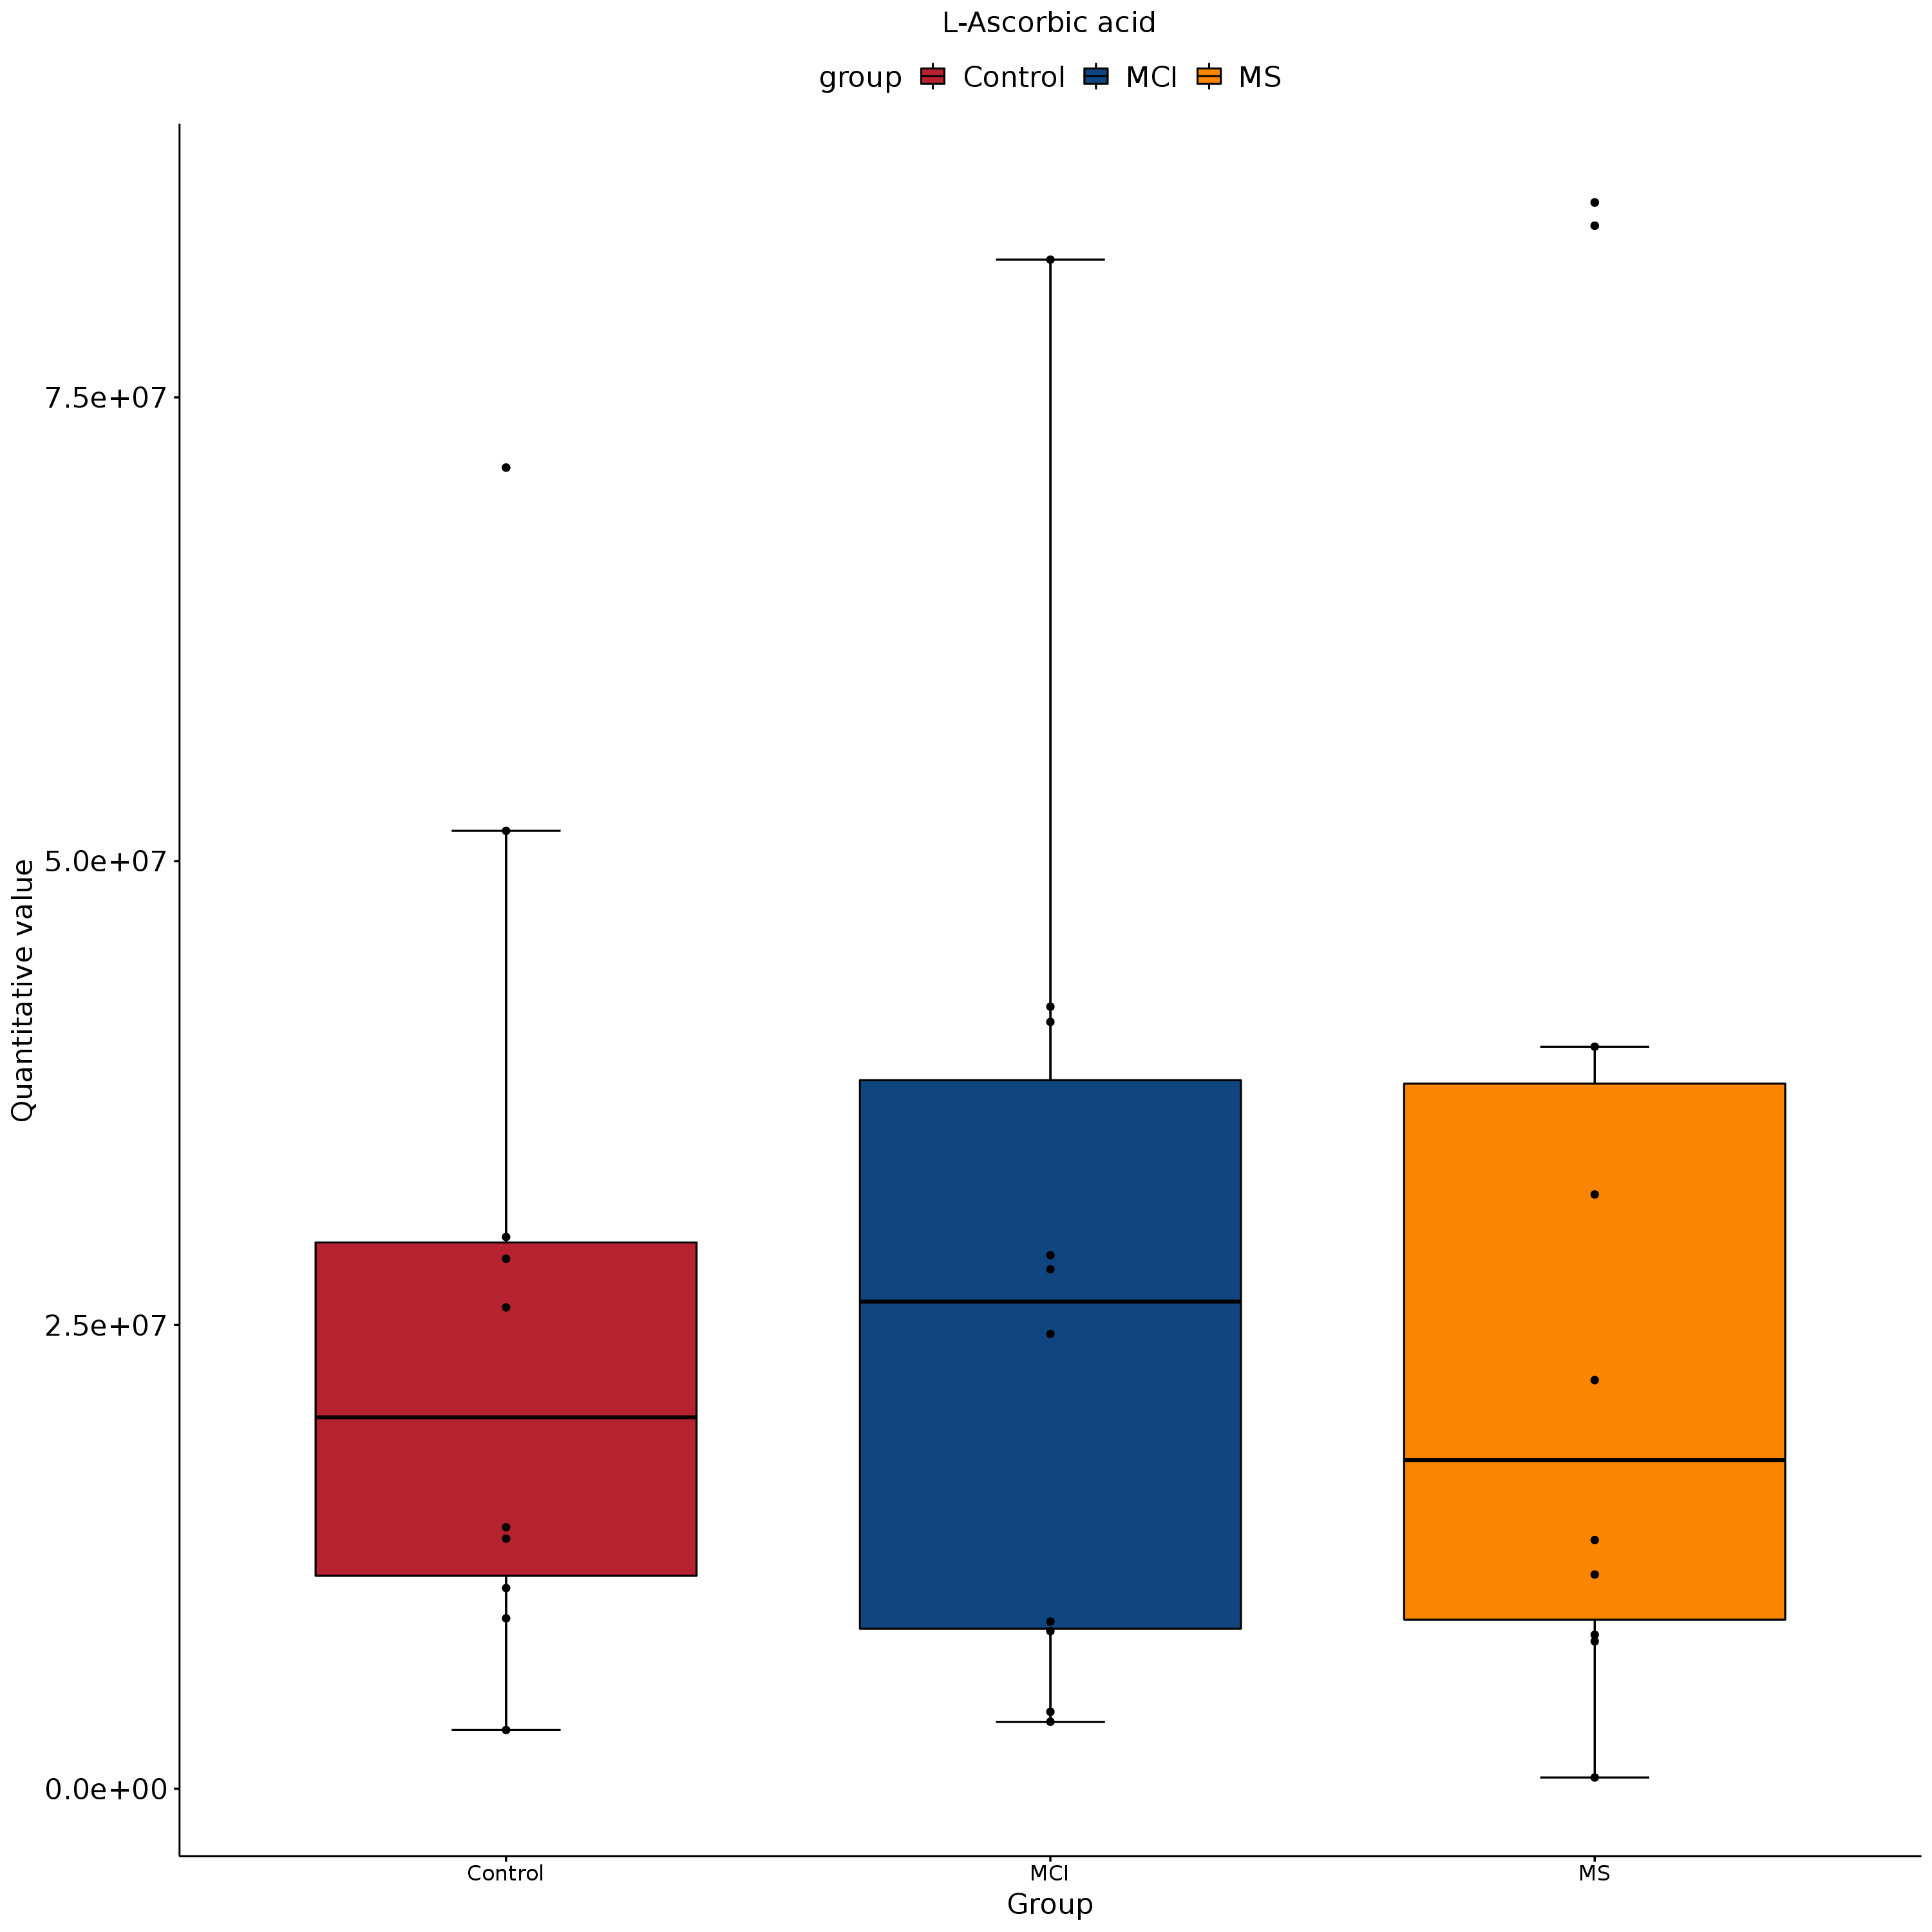 L-Ascorbic acid
group Control MCI MS
7.5e+07
5.0e+07
2.5e+07
0.0e+00
Quantitative value
Control MCI MS
Group